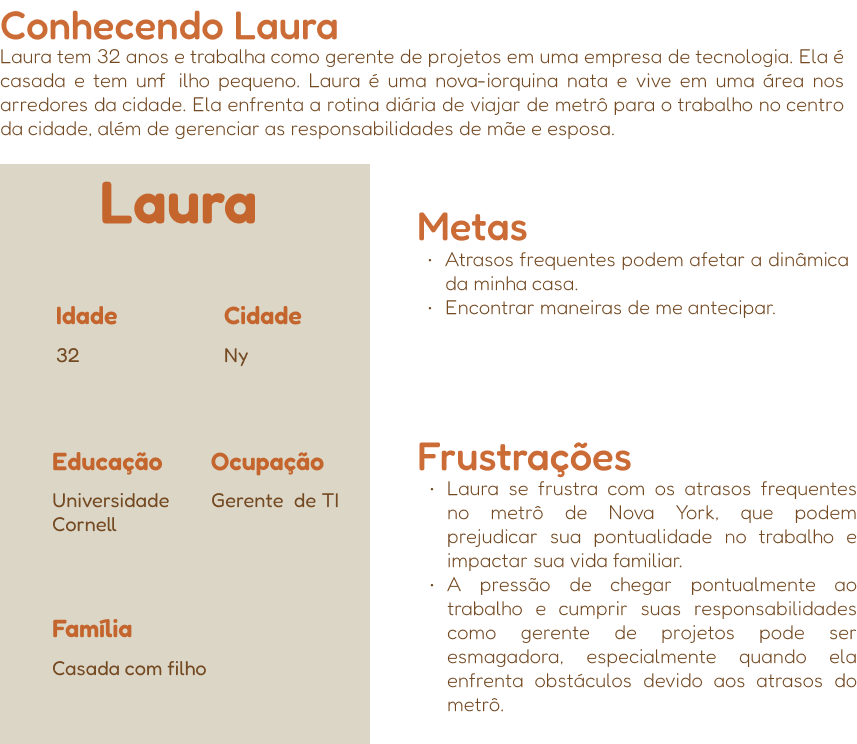 Conhecendo Laura
Laura tem 32 anos e trabalha como gerente de projetos em uma empresa de tecnologia. Ela é
casada e tem umf ilho pequeno. Laura é uma nova-iorquina nata e vive em uma área nos
arredores da cidade. Ela enfrenta a rotina diária de viajar de metrô para o trabalho no centro
da cidade, além de gerenciar as responsabilidades de mãe e esposa.
Laura
Idade
32
Cidade
Ny
Educação
Universidade
Cornell
Ocupação
Gerente de TI
Família
Casada com filho
Metas
· Atrasos frequentes podem afetar a dinâmica
da minha casa.
· Encontrar maneiras de me antecipar.
Frustrações
· Laura se frustra com os atrasos frequentes
no metrô de Nova York, que podem
prejudicar sua pontualidade no trabalho e
impactar sua vida familiar.
· A pressão de chegar pontualmente ao
trabalho e cumprir suas responsabilidades
como gerente de projetos pode ser
esmagadora, especialmente quando ela
enfrenta obstáculos devido aos atrasos do
metrô.